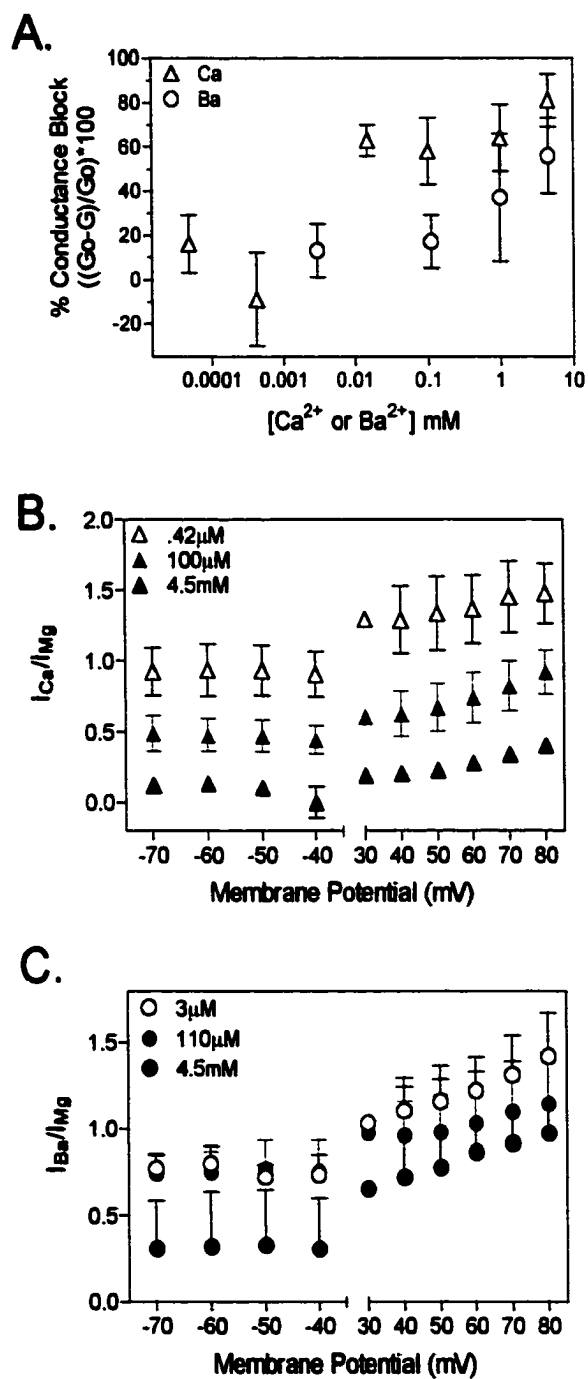 A.
% Conductance Block
((Go-G)/Go)*100
100
80
60
40
20
0
-20
Ca
Ba
0.0001
0.001
0.01
0.1
1
10
[Ca²⁺ or Ba²⁺] mM
B.
I_Ca/I_Mg
2.0
1.5
1.0
0.5
0.0
.42µM
100µM
4.5mM
-70
-60
-50
-40
30
40
50
60
70
80
Membrane Potential (mV)
C.
I_Ba/I_Mg
1.5
1.0
0.5
0.0
3µM
110µM
4.5mM
-70
-60
-50
-40
30
40
50
60
70
80
Membrane Potential (mV)